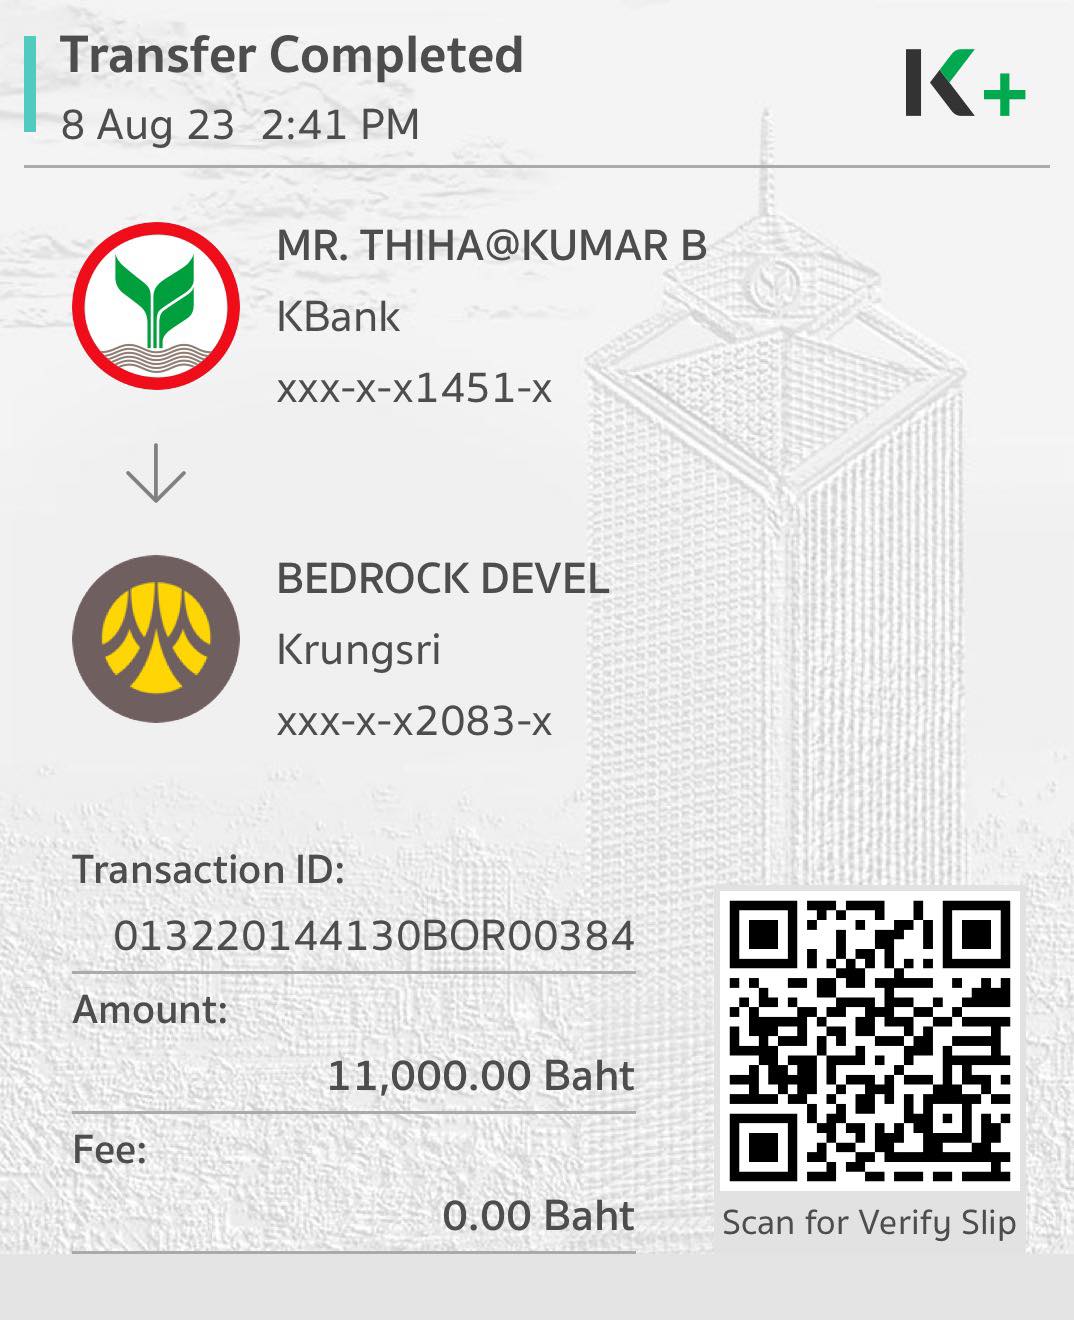 Transfer Completed
8 Aug 23 2:41 PM
K+
MR. THIHA@KUMAR B
KBank
xxx-x-x1451-x
BEDROCK DEVEL
Krungsri
xxx-x-x2083-x
Transaction ID:
013220144130BOR00384
Amount:
11,000.00 Baht
Fee:
0.00 Baht
Scan for Verify Slip